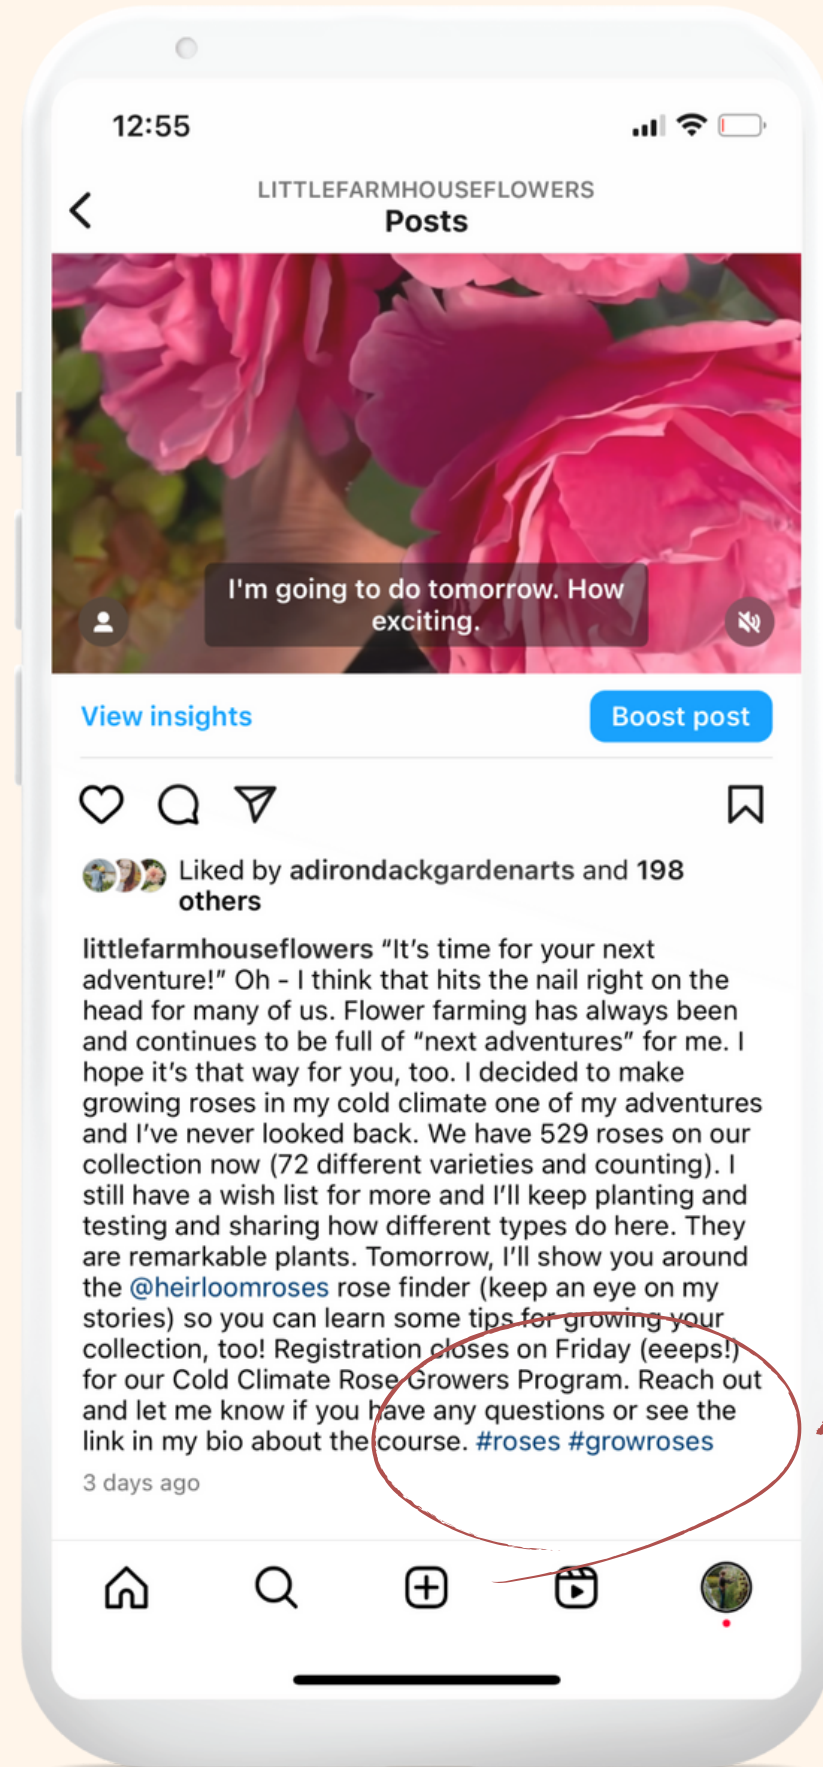 12:55
LITTLEFARMHOUSEFLOWERS
Posts
I'm going to do tomorrow. How
exciting.
View insights
Boost post
Liked by adirondackgardenarts and 198
others
littlefarmhouseflowers “It’s time for your next
adventure!” Oh - I think that hits the nail right on the
head for many of us. Flower farming has always been
and continues to be full of “next adventures” for me. I
hope it’s that way for you, too. I decided to make
growing roses in my cold climate one of my adventures
and I’ve never looked back. We have 529 roses on our
collection now (72 different varieties and counting). I
still have a wish list for more and I’ll keep planting and
testing and sharing how different types do here. They
are remarkable plants. Tomorrow, I’ll show you around
the @heirloomroses rose finder (keep an eye on my
stories) so you can learn some tips for growing your
collection, too! Registration closes on Friday (eeeps!)
for our Cold Climate Rose Growers Program. Reach out
and let me know if you have any questions or see the
link in my bio about the course. #roses #growroses
3 days ago